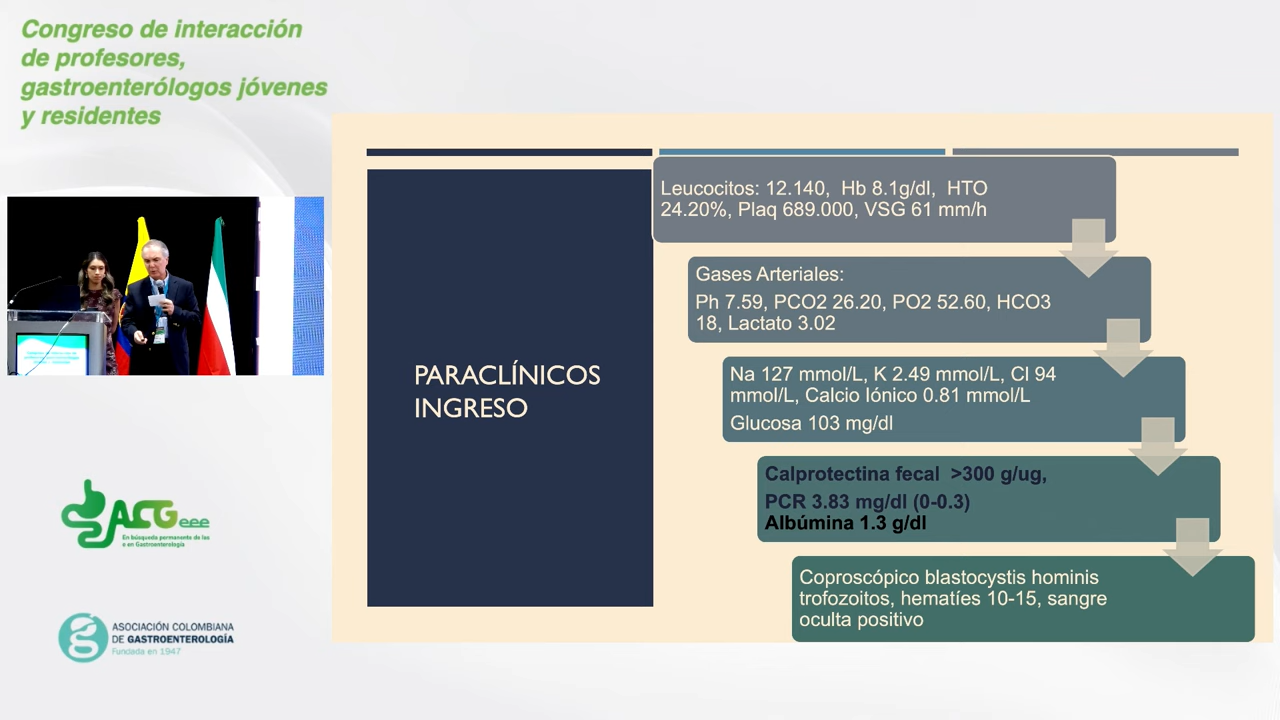 Congreso de interacción
de profesores,
gastroenterólogos jóvenes
y residentes
PARACLÍNICOS
INGRESO
Leucocitos: 12.140, Hb 8.1g/dl, HTO
24.20%, Plaq 689.000, VSG 61 mm/h
Gases Arteriales:
Ph 7.59, PCO2 26.20, PO2 52.60, HCO3
18, Lactato 3.02
Na 127 mmol/L, K 2.49 mmol/L, Cl 94
mmol/L, Calcio Iónico 0.81 mmol/L
Glucosa 103 mg/dl
Calprotectina fecal >300 g/ug,
PCR 3.83 mg/dl (0-0.3)
Albúmina 1.3 g/dl
Coproscópico blastocystis hominis
trofozoitos, hematíes 10-15, sangre
oculta positivo
ACGeee
En búsqueda permanente de las
e en Gastroenterología
ASOCIACIÓN COLOMBIANA
DE GASTROENTEROLOGÍA
Fundada en 1947